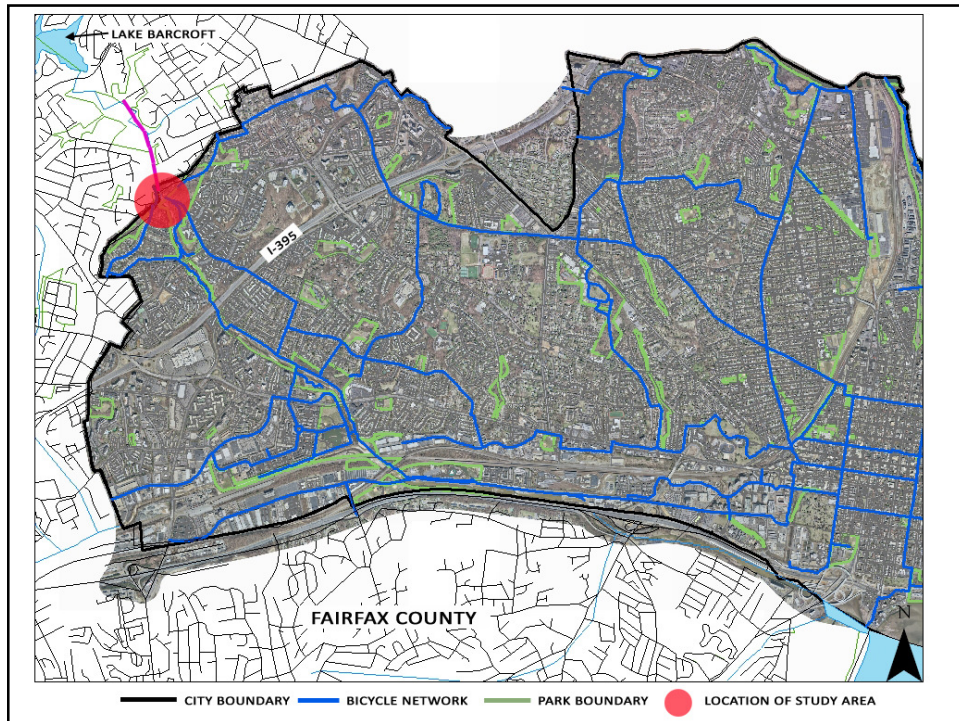 LAKE BARCROFT
I-395
FAIRFAX COUNTY
N
CITY BOUNDARY BICYCLE NETWORK PARK BOUNDARY LOCATION OF STUDY AREA